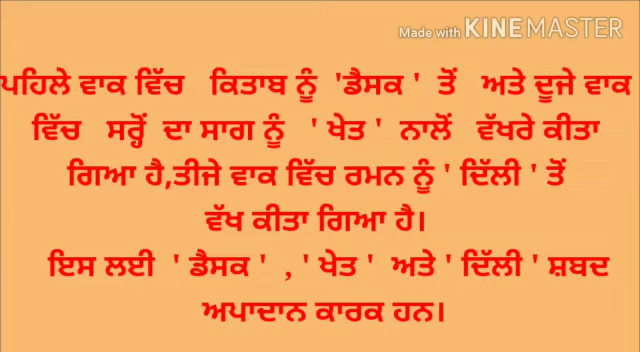 Made with KINEMASTER
ਪਹਿਲੇ ਵਾਕ ਵਿੱਚ ਕਿਤਾਬ ਨੂੰ 'ਡੈਸਕ ' ਤੋਂ ਅਤੇ ਦੂਜੇ ਵਾਕ
ਵਿੱਚ ਸਰ੍ਹੋਂ ਦਾ ਸਾਗ ਨੂੰ ' ਖੇਤ ' ਨਾਲੋਂ ਵੱਖਰੇ ਕੀਤਾ
ਗਿਆ ਹੈ,ਤੀਜੇ ਵਾਕ ਵਿੱਚ ਰਮਨ ਨੂੰ ' ਦਿੱਲੀ ' ਤੋਂ
ਵੱਖ ਕੀਤਾ ਗਿਆ ਹੈ।
ਇਸ ਲਈ ' ਡੈਸਕ ' , ' ਖੇਤ ' ਅਤੇ ' ਦਿੱਲੀ ' ਸ਼ਬਦ
ਅਪਾਦਾਨ ਕਾਰਕ ਹਨ।